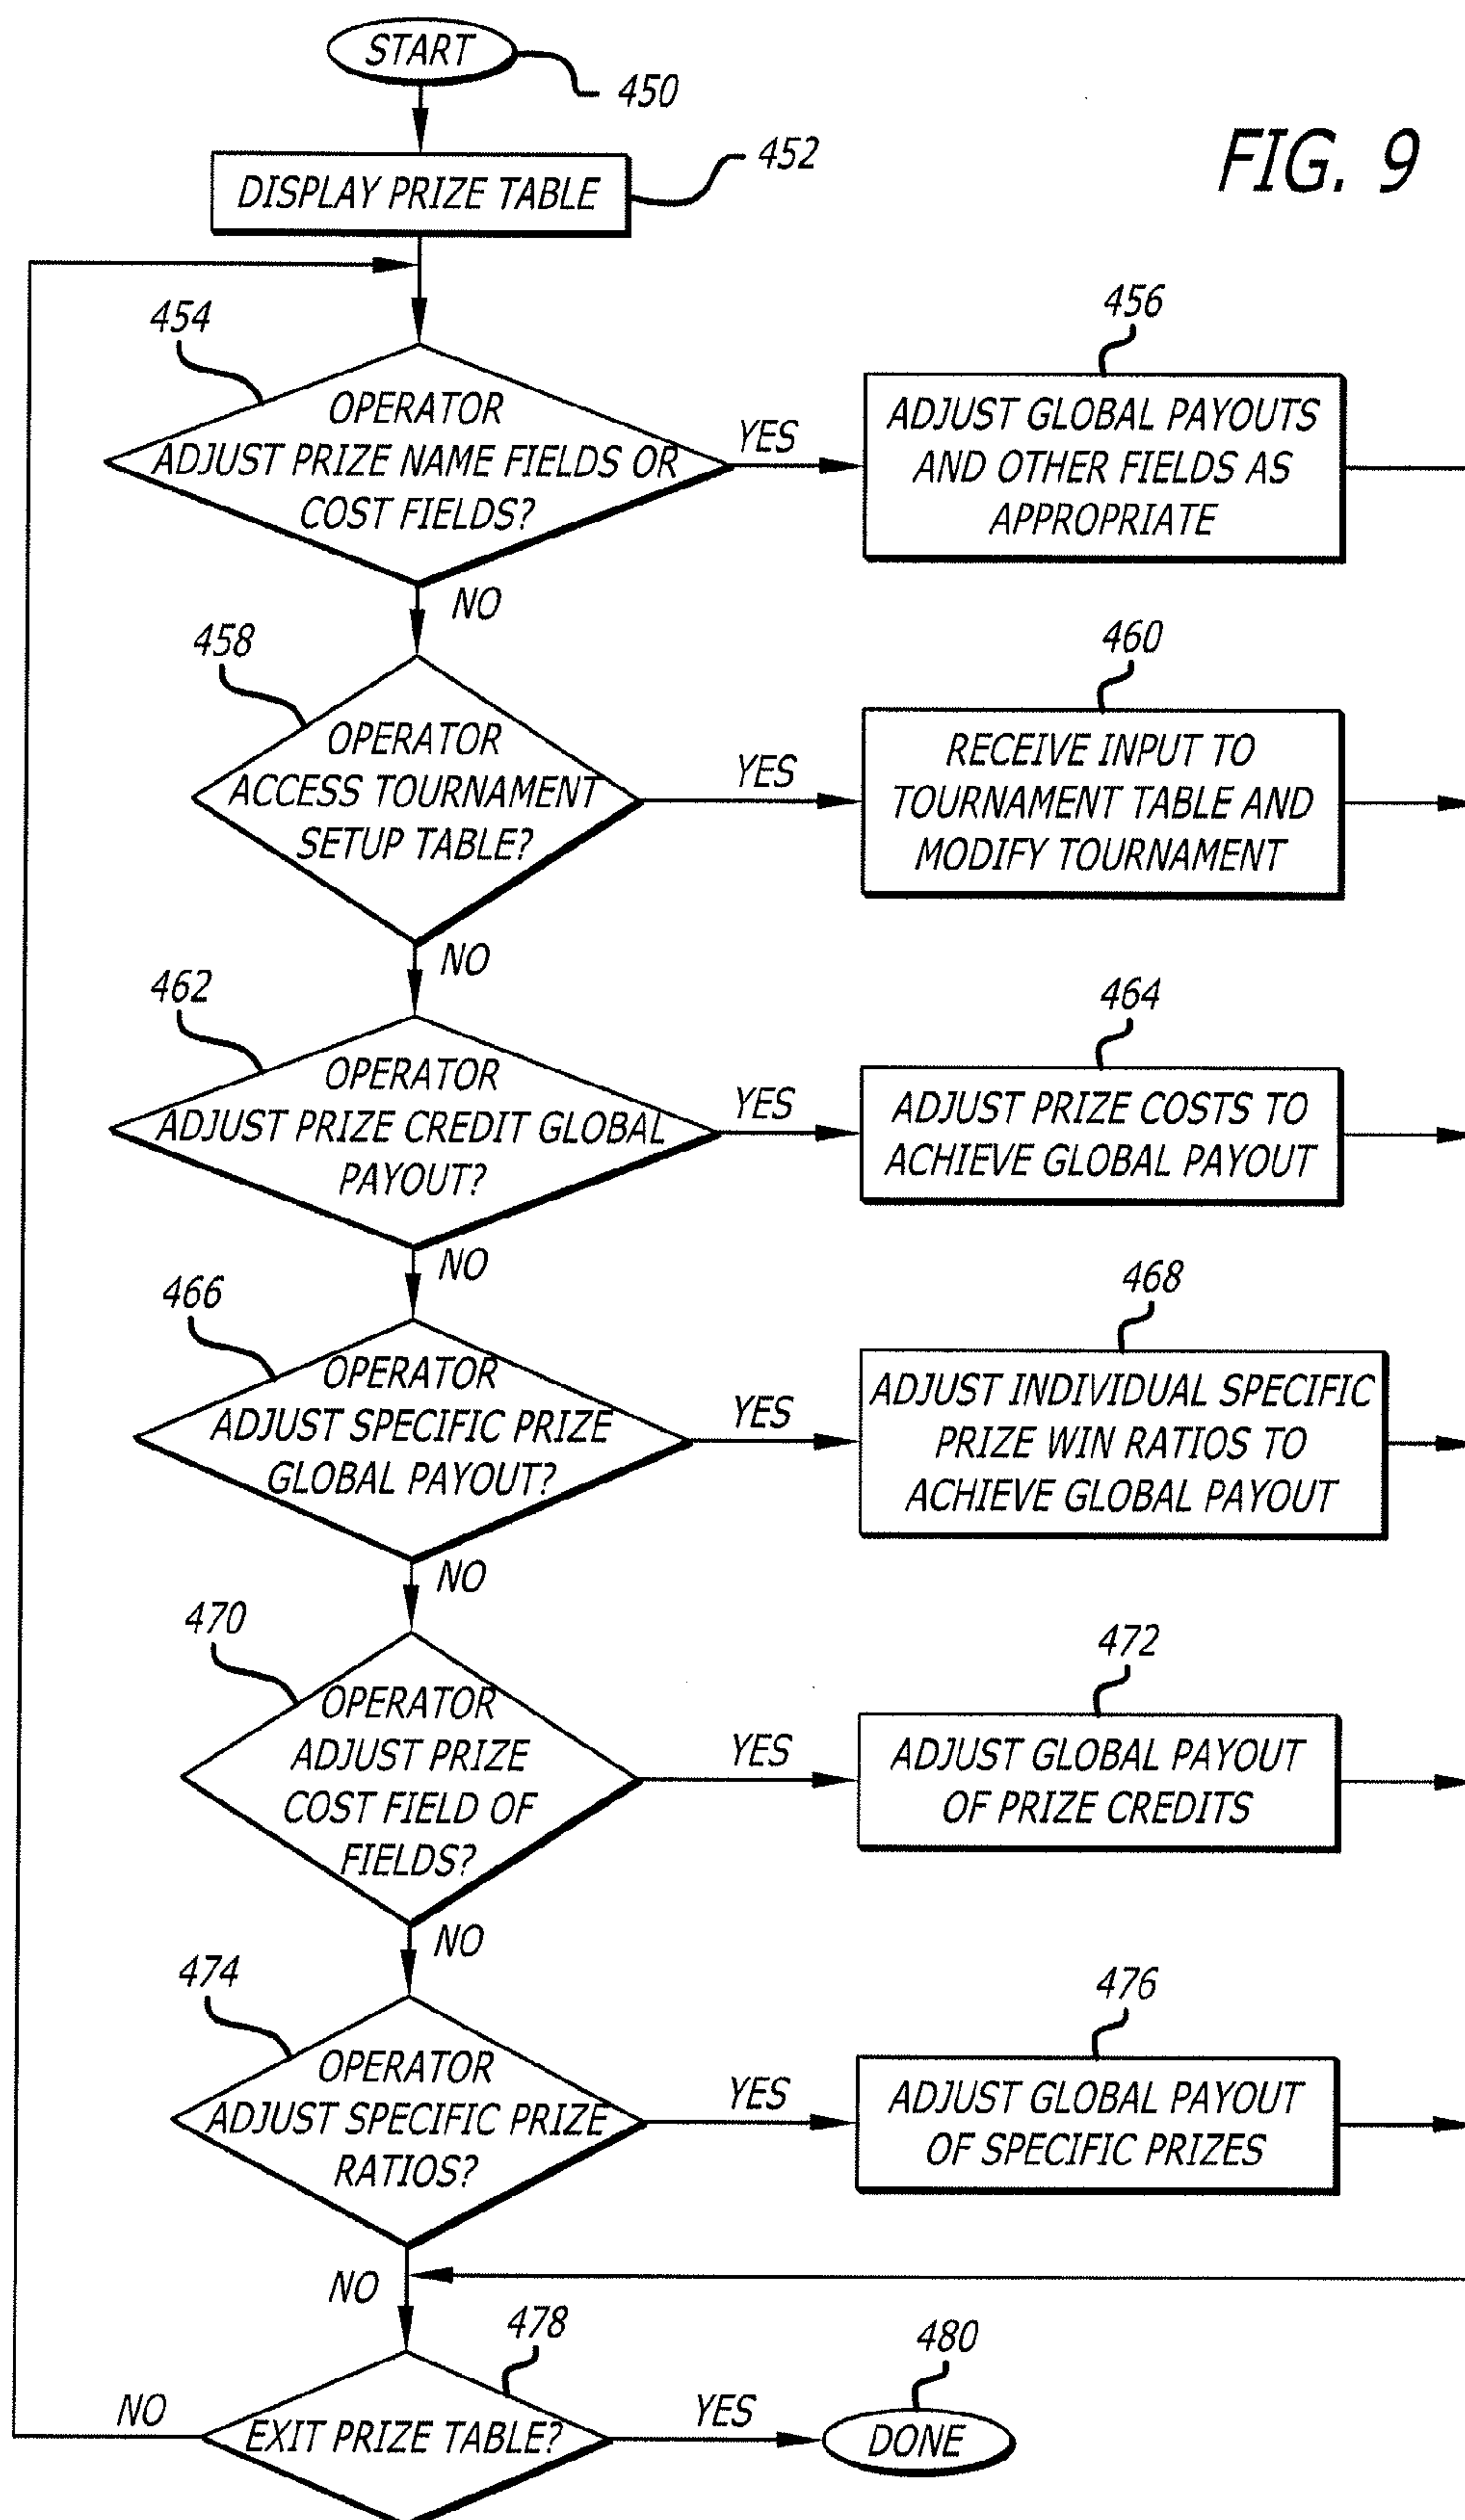 START
450
FIG. 9
452
DISPLAY PRIZE TABLE
454
OPERATOR
ADJUST PRIZE NAME FIELDS OR
COST FIELDS?
YES
456
ADJUST GLOBAL PAYOUTS
AND OTHER FIELDS AS
APPROPRIATE
NO
458
OPERATOR
ACCESS TOURNAMENT
SETUP TABLE?
YES
460
RECEIVE INPUT TO
TOURNAMENT TABLE AND
MODIFY TOURNAMENT
NO
462
OPERATOR
ADJUST PRIZE CREDIT GLOBAL
PAYOUT?
YES
464
ADJUST PRIZE COSTS TO
ACHIEVE GLOBAL PAYOUT
NO
466
OPERATOR
ADJUST SPECIFIC PRIZE
GLOBAL PAYOUT?
YES
468
ADJUST INDIVIDUAL SPECIFIC
PRIZE WIN RATIOS TO
ACHIEVE GLOBAL PAYOUT
NO
470
OPERATOR
ADJUST PRIZE
COST FIELD OF
FIELDS?
YES
472
ADJUST GLOBAL PAYOUT
OF PRIZE CREDITS
NO
474
OPERATOR
ADJUST SPECIFIC PRIZE
RATIOS?
YES
476
ADJUST GLOBAL PAYOUT
OF SPECIFIC PRIZES
NO
478
EXIT PRIZE TABLE?
NO
YES
480
DONE